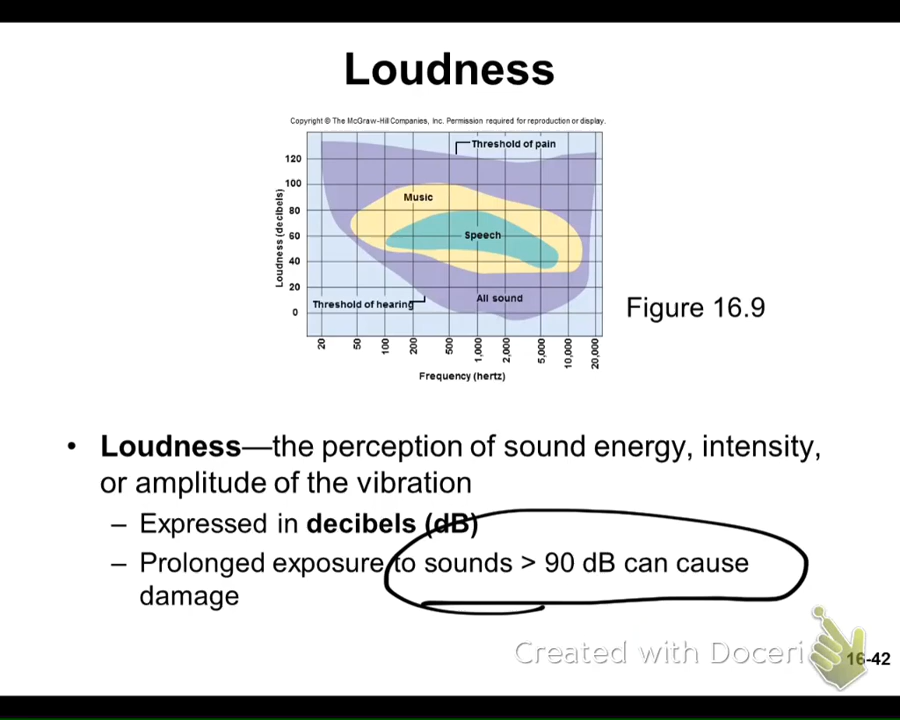 Loudness
Copyright © The McGraw-Hill Companies, Inc. Permission required for reproduction or display.
Threshold of pain
120
100
Music
80
Speech
60
40
20
All sound
Threshold of hearing
0
Loudness (decibels)
20
50
100
200
500
1,000
2,000
5,000
10,000
20,000
Frequency (hertz)
Figure 16.9
• Loudness—the perception of sound energy, intensity,
or amplitude of the vibration
– Expressed in decibels (dB)
– Prolonged exposure to sounds > 90 dB can cause
damage
Created with Doceri
16-42